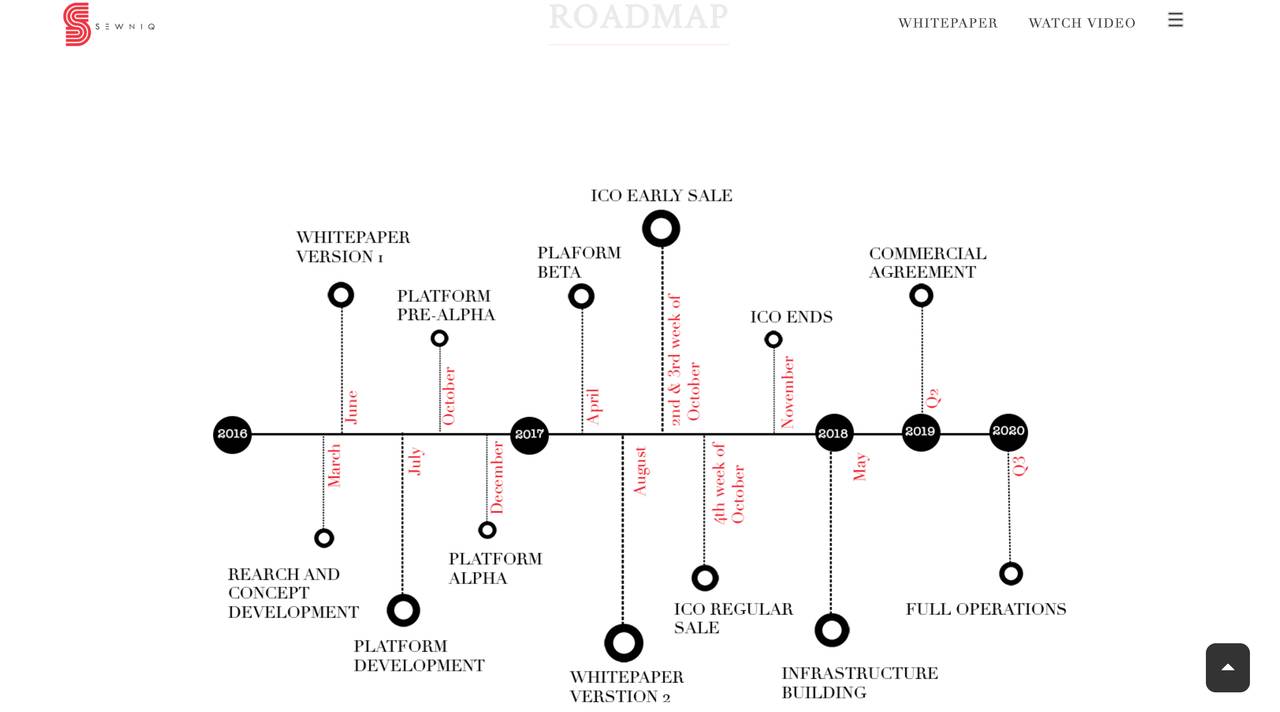 SEWNIQ
ROADMAP
WHITEPAPER
WATCH VIDEO
ICO EARLY SALE
WHITEPAPER
VERSION 1
PLAFORM
BETA
COMMERCIAL
AGREEMENT
PLATFORM
PRE-ALPHA
ICO ENDS
June
October
April
2nd & 3rd week of
October
November
Q2
2016
2017
2018
2019
2020
March
July
December
August
4th week of
October
May
Q3
REARCH AND
CONCEPT
DEVELOPMENT
PLATFORM
ALPHA
PLATFORM
DEVELOPMENT
ICO REGULAR
SALE
FULL OPERATIONS
WHITEPAPER
VERSTION 2
INFRASTRUCTURE
BUILDING